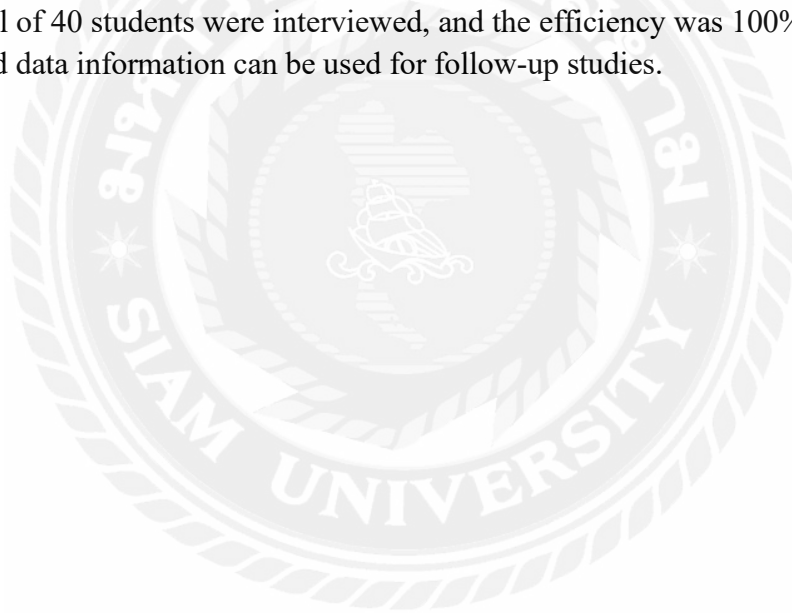 l of 40 students were interviewed, and the efficiency was 100%
d data information can be used for follow-up studies.
SIAM UNIVERSITY